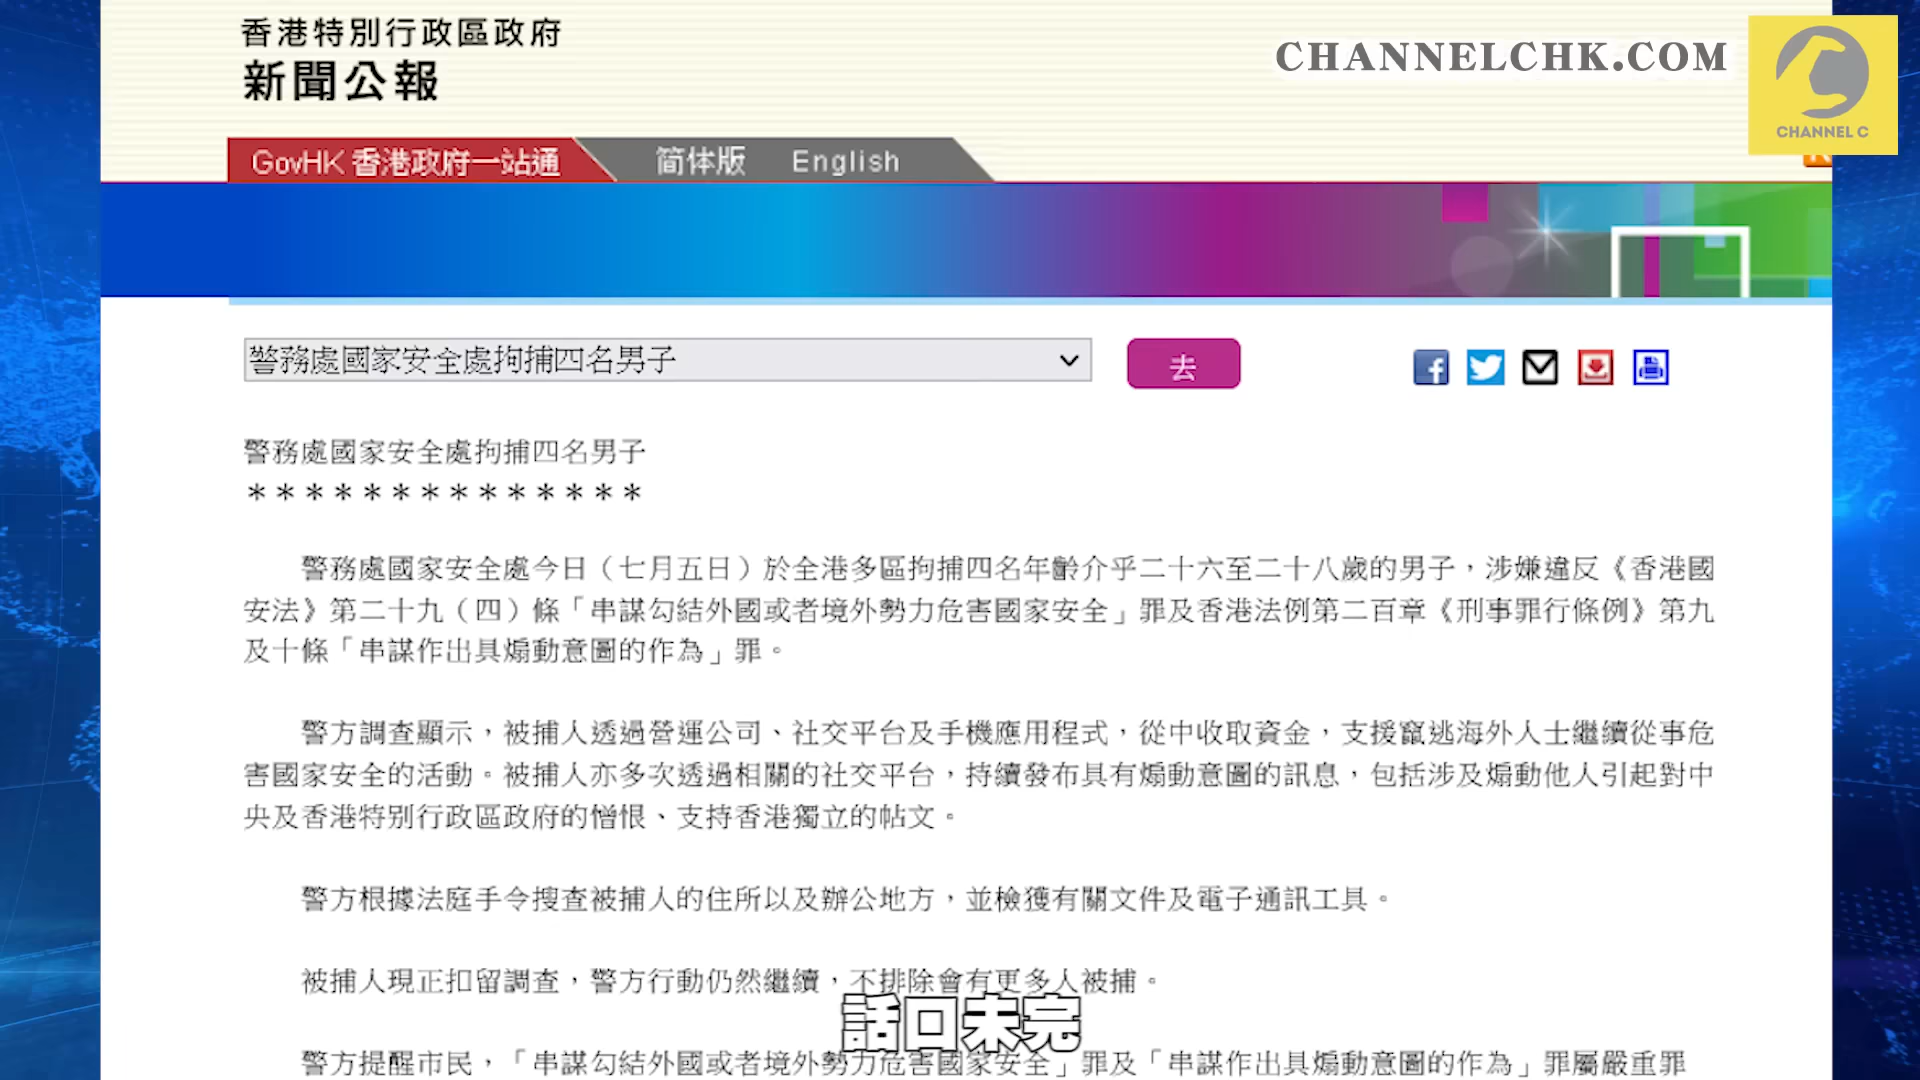 香港特別行政區政府
新聞公報
CHANNELCHK.COM
CHANNEL C
GovHK 香港政府一站通
简体版
English
警務處國家安全處拘捕四名男子
去
警務處國家安全處拘捕四名男子
**************
警務處國家安全處今日（七月五日）於全港多區拘捕四名年齡介乎二十六至二十八歲的男子，涉嫌違反《香港國
安法》第二十九（四）條「串謀勾結外國或者境外勢力危害國家安全」罪及香港法例第二百章《刑事罪行條例》第九
及十條「串謀作出具煽動意圖的作為」罪。
警方調查顯示，被捕人透過營運公司、社交平台及手機應用程式，從中收取資金，支援竄逃海外人士繼續從事危
害國家安全的活動。被捕人亦多次透過相關的社交平台，持續發布具有煽動意圖的訊息，包括涉及煽動他人引起對中
央及香港特別行政區政府的憎恨、支持香港獨立的帖文。
警方根據法庭手令搜查被捕人的住所以及辦公地方，並檢獲有關文件及電子通訊工具。
被捕人現正扣留調查，警方行動仍然繼續，不排除會有更多人被捕。
話口未完
警方提醒市民，「串謀勾結外國或者境外勢力危害國家安全」罪及「串謀作出具煽動意圖的作為」罪屬嚴重罪